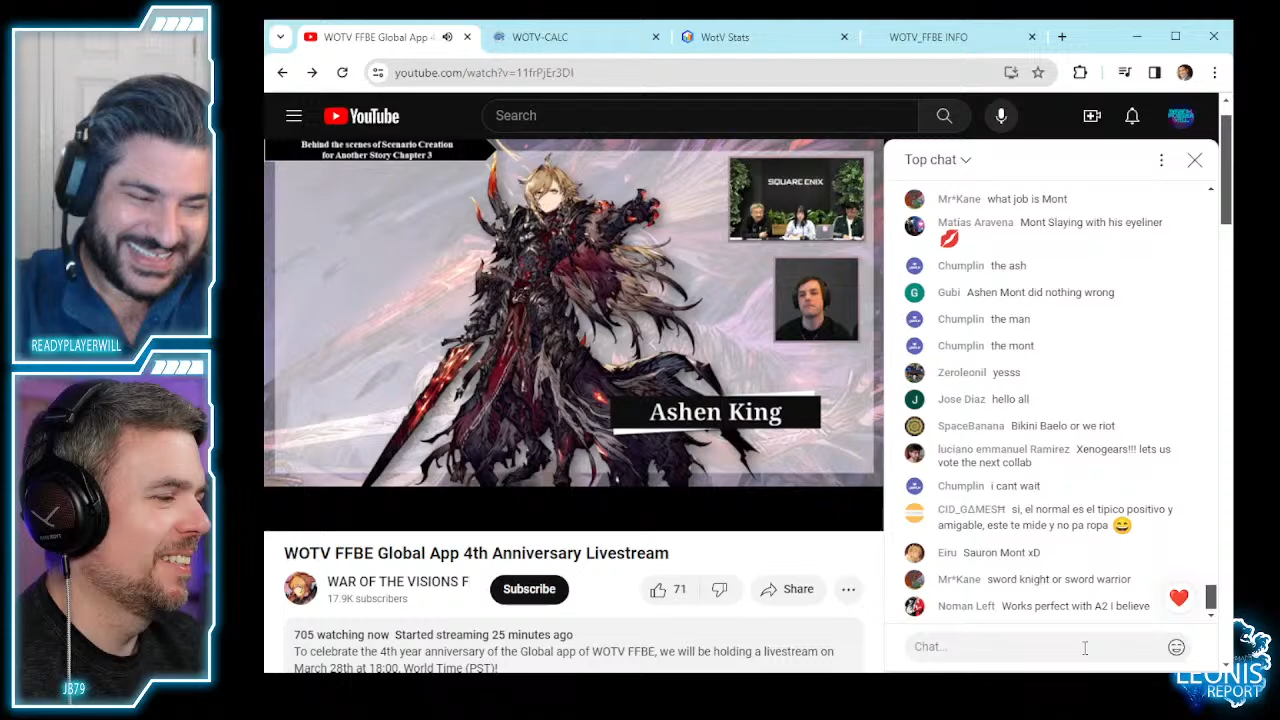 WOTV FFBE Global App 4
WOTV-CALC
WotV Stats
WOTV_FFBE INFO
youtube.com/watch?v=11frPjEr3DI
YouTube
Search
Behind the scenes of Scenario Creation
for Another Story Chapter 3
SQUARE ENIX
Ashen King
Top chat
Mr*Kane what job is Mont
Matías Aravena Mont Slaying with his eyeliner
💋
Chumplin the ash
G
Gubi Ashen Mont did nothing wrong
Chumplin the man
Chumplin the mont
Zeroleonil yesss
J
Jose Diaz hello all
SpaceBanana Bikini Baelo or we riot
luciano emmanuel Ramirez Xenogears!!! lets us
vote the next collab
Chumplin i cant wait
CID_GΔMESĦ si, el normal es el tipico positivo y
amigable, este te mide y no pa ropa 😄
Eiru Sauron Mont xD
Mr*Kane sword knight or sword warrior
Noman Left Works perfect with A2 I believe
Chat...
WOTV FFBE Global App 4th Anniversary Livestream
WAR OF THE VISIONS F
17.9K subscribers
Subscribe
71
Share
705 watching now Started streaming 25 minutes ago
To celebrate the 4th year anniversary of the Global app of WOTV FFBE, we will be holding a livestream on
March 28th at 18:00, World Time (PST)!
READYPLAYERWILL
JB79
LEONIS
REPORT